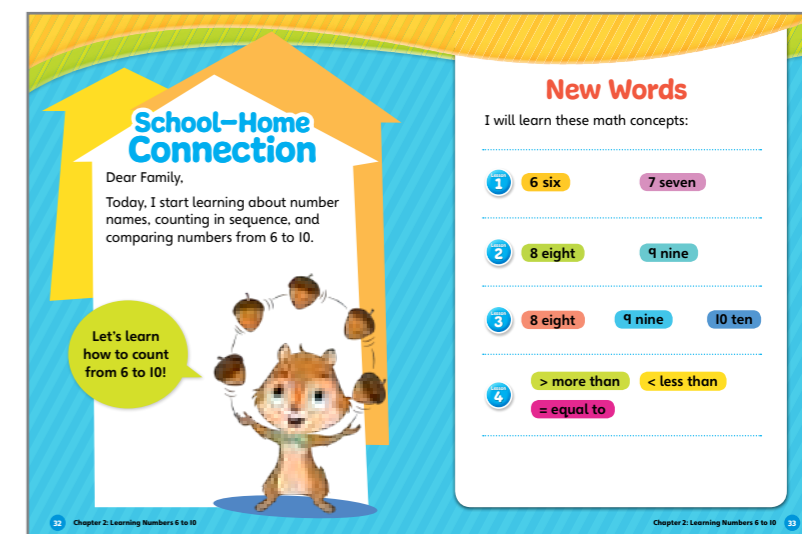 School–Home
Connection
Dear Family,
Today, I start learning about number
names, counting in sequence, and
comparing numbers from 6 to 10.
Let's learn
how to count
from 6 to 10!
32 Chapter 2: Learning Numbers 6 to 10
New Words
I will learn these math concepts:
LESSON
1 6 six 7 seven
LESSON
2 8 eight 9 nine
LESSON
3 8 eight 9 nine 10 ten
LESSON
4 > more than < less than
= equal to
Chapter 2: Learning Numbers 6 to 10 33